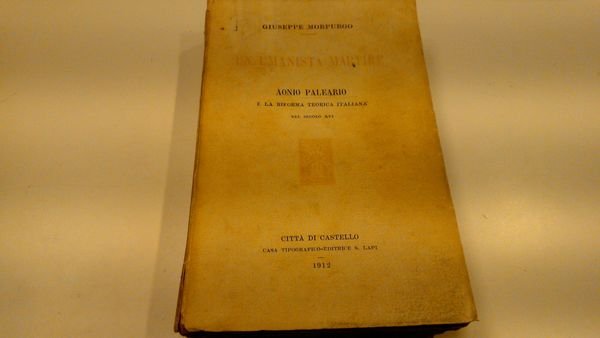 GIUSEPPE MORPURGO
UN UMANISTA MARTIRE
AONIO PALEARIO
E LA RIFORMA TEORICA ITALIANA
NEL SECOLO XVI
CITTÀ DI CASTELLO
CASA TIPOGRAFICO-EDITRICE S. LAPI
1912